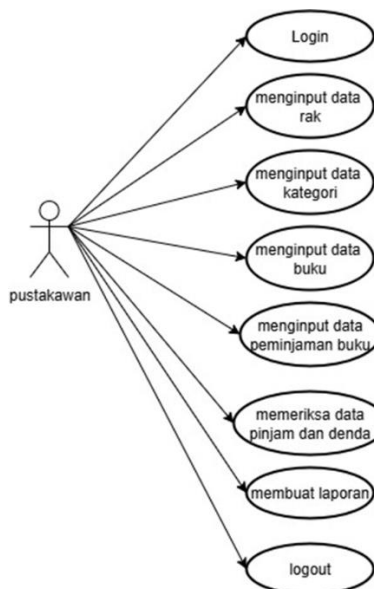 Login
menginput data
rak
menginput data
kategori
menginput data
buku
pustakawan
menginput data
peminjaman buku
memeriksa data
pinjam dan denda
membuat laporan
logout